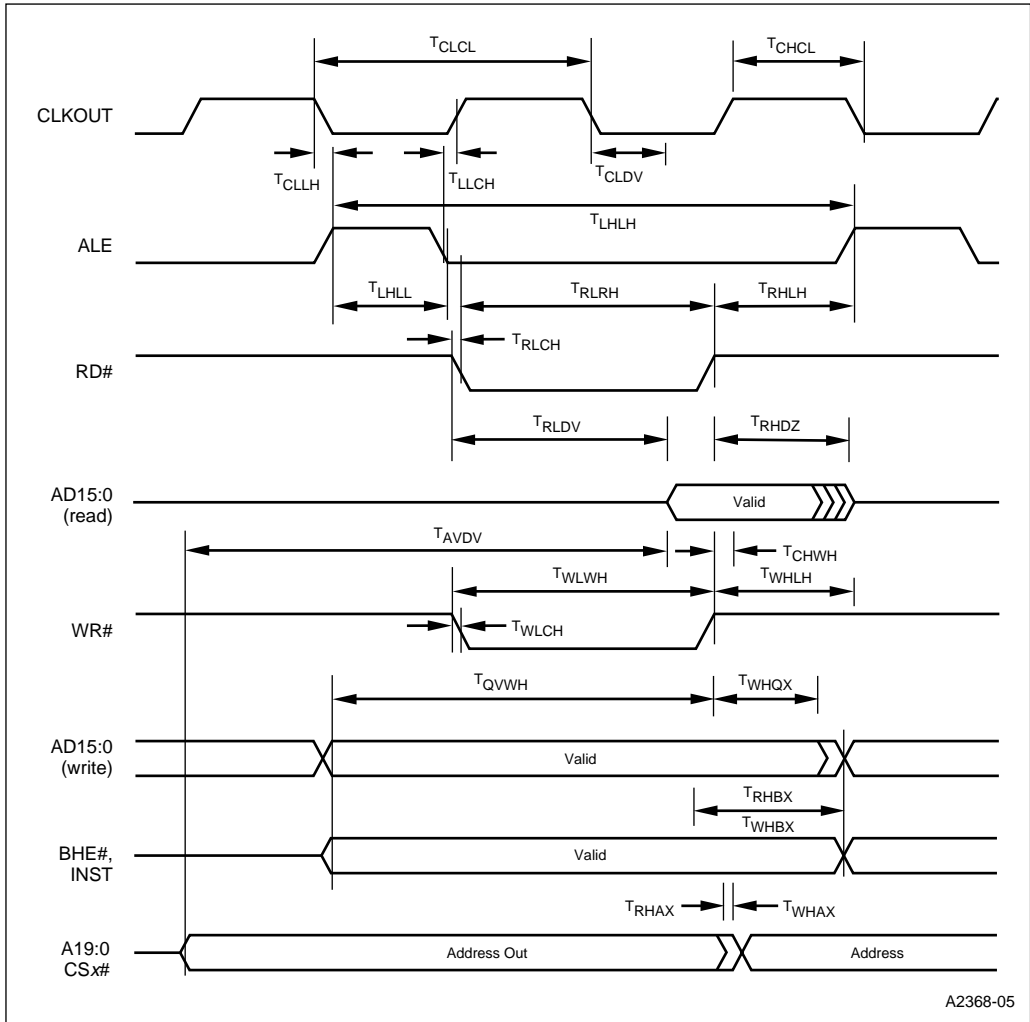 TCLCL
TCHCL
CLKOUT
TCLLH
TLLCH
TCLDV
TLHLH
ALE
TLHLL
TRLRH
TRHLH
TRLCH
RD#
TRLDV
TRHDZ
AD15:0
(read)
Valid
TAVDV
TCHWH
TWLWH
TWHLH
WR#
TWLCH
TQVWH
TWHQX
AD15:0
(write)
Valid
TRHBX
TWHBX
BHE#,
INST
Valid
TRHAX
TWHAX
A19:0
CSx#
Address Out
Address
A2368-05